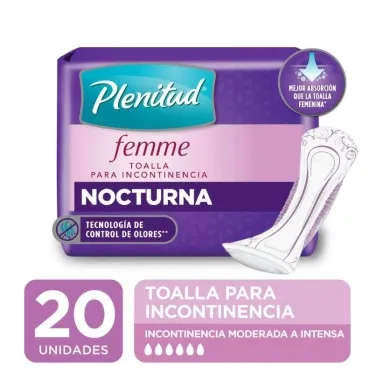 MEJOR ABSORCIÓN
QUE LA TOALLA
FEMENINA*
Plenitud
femme
TOALLA
PARA INCONTINENCIA
NOCTURNA
TECNOLOGÍA DE
CONTROL DE OLORES**
20
UNIDADES
TOALLA PARA
INCONTINENCIA
INCONTINENCIA MODERADA A INTENSA